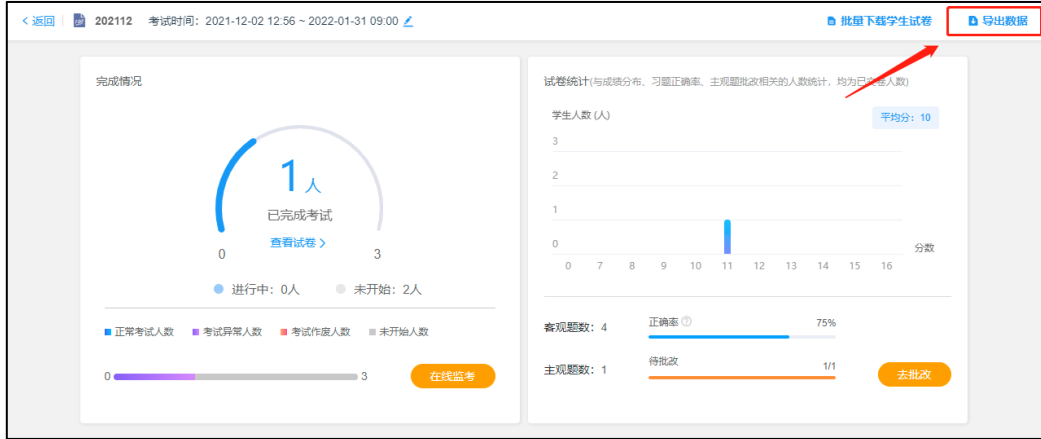 <返回 202112 考试时间：2021-12-02 12:56 ~ 2022-01-31 09:00 批量下载学生试卷 导出数据
完成情况
1人
已完成考试
查看试卷 >
0 3
进行中：0人 未开始：2人
正常考试人数 考试异常人数 考试作废人数 未开始人数
0 3 在线监考
试卷统计(与成绩分布、习题正确率、主观题批改相关的人数统计，均为已交卷人数)
学生人数 (人) 平均分：10
3
2
1
0
分数
0 7 8 9 10 11 12 13 14 15 16
客观题数：4 正确率 ? 75%
主观题数：1 待批改 1/1 去批改